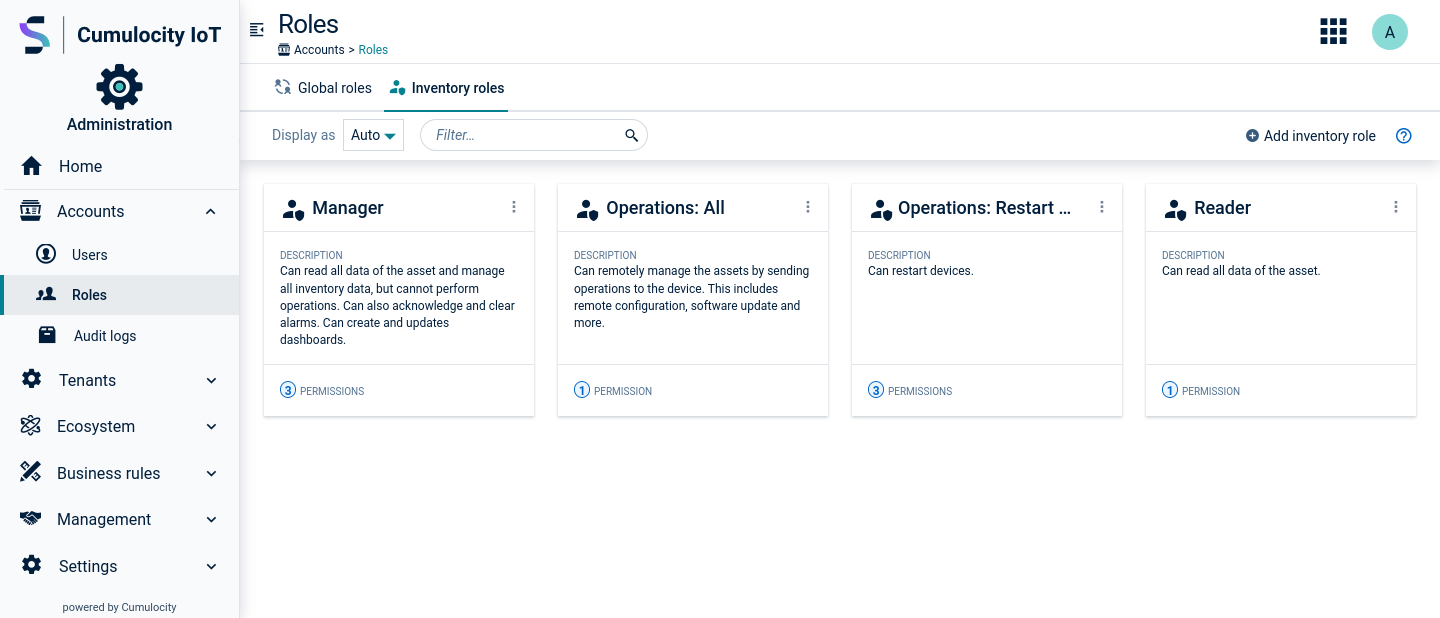 Cumulocity IoT
Administration
Home
Accounts
Users
Roles
Audit logs
Tenants
Ecosystem
Business rules
Management
Settings
powered by Cumulocity
Roles
Accounts > Roles
A
Global roles
Inventory roles
Display as
Auto
Filter...
Add inventory role
Manager
DESCRIPTION
Can read all data of the asset and manage
all inventory data, but cannot perform
operations. Can also acknowledge and clear
alarms. Can create and updates
dashboards.
3 PERMISSIONS
Operations: All
DESCRIPTION
Can remotely manage the assets by sending
operations to the device. This includes
remote configuration, software update and
more.
1 PERMISSION
Operations: Restart ...
DESCRIPTION
Can restart devices.
3 PERMISSIONS
Reader
DESCRIPTION
Can read all data of the asset.
1 PERMISSION